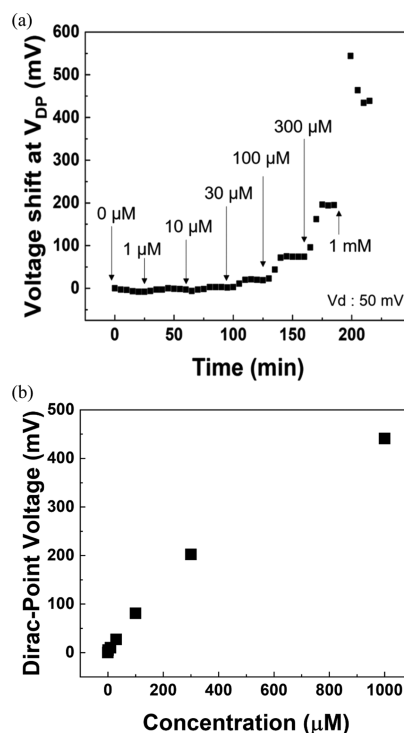 (a)
Voltage shift at V_DP (mV)
600
500
400
300
200
100
0
-100
0 μM
1 μM
10 μM
30 μM
100 μM
300 μM
1 mM
Vd : 50 mV
0 50 100 150 200
Time (min)
(b)
Dirac-Point Voltage (mV)
500
400
300
200
100
0
0 200 400 600 800 1000
Concentration (μM)